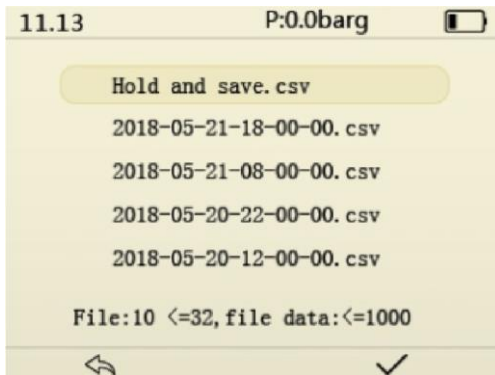 11.13 P:0.0barg
Hold and save.csv
2018-05-21-18-00-00.csv
2018-05-21-08-00-00.csv
2018-05-20-22-00-00.csv
2018-05-20-12-00-00.csv
File:10 <=32,file data:<=1000